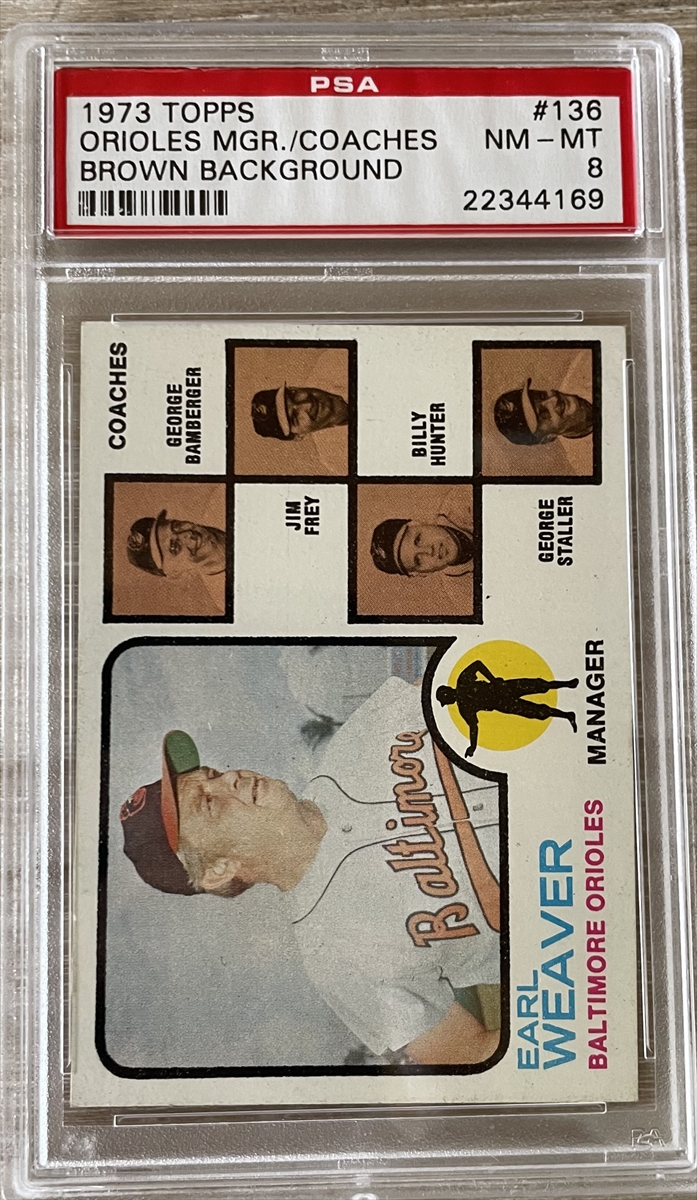 PSA
1973 TOPPS #136
ORIOLES MGR./COACHES NM - MT
BROWN BACKGROUND 8
22344169
COACHES
GEORGE
BAMBERGER
JIM
FREY
BILLY
HUNTER
GEORGE
STALLER
Baltimore
EARL
WEAVER
BALTIMORE ORIOLES
MANAGER
PSA